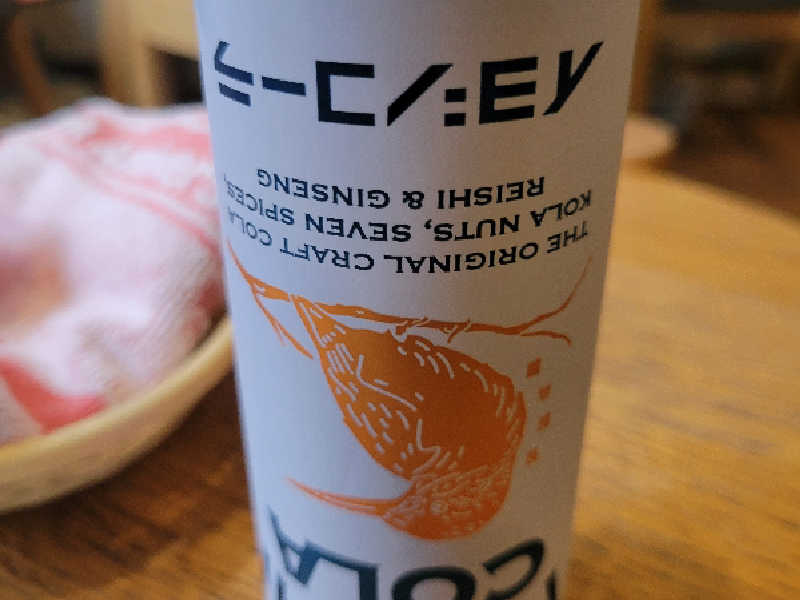 COLA
THE ORIGINAL CRAFT COLA
KOLA NUTS, SEVEN SPICES,
REISHI & GINSENG
イヨシコーラ